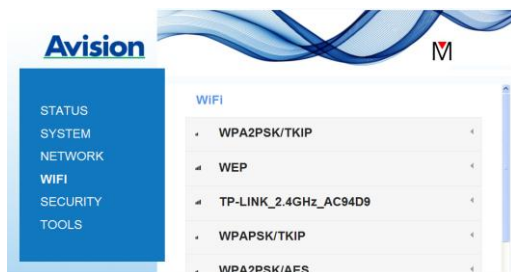 Avision
M
STATUS
SYSTEM
NETWORK
WIFI
SECURITY
TOOLS
WiFi
WPA2PSK/TKIP
WEP
TP-LINK_2.4GHz_AC94D9
WPAPSK/TKIP
WPA2PSK/AES